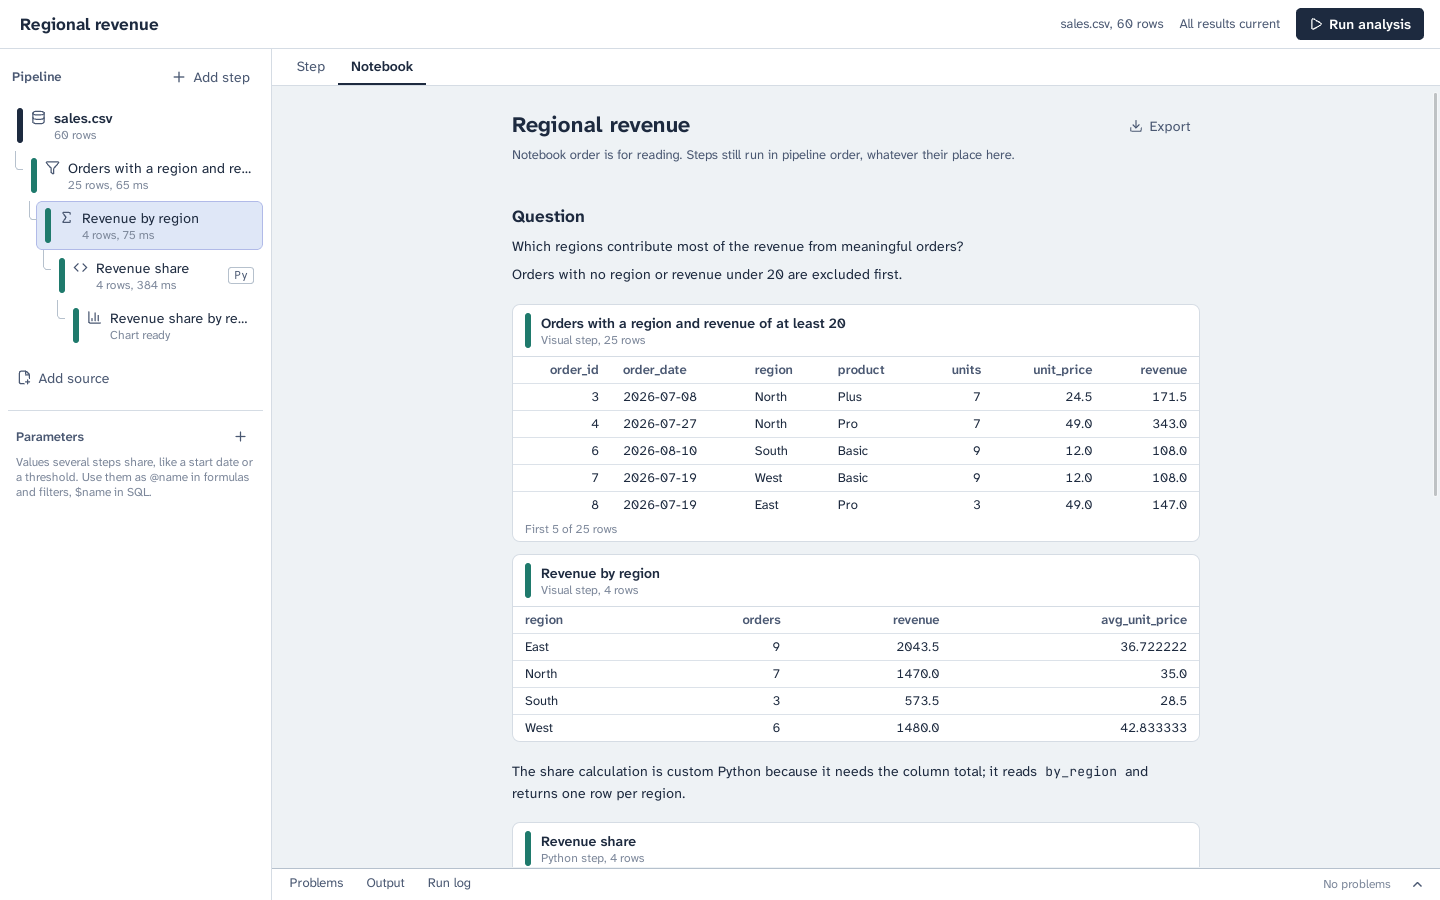 Regional revenue
sales.csv, 60 rows
All results current
Run analysis
Pipeline
Add step
sales.csv
60 rows
Orders with a region and re…
25 rows, 65 ms
Revenue by region
4 rows, 75 ms
Revenue share
4 rows, 384 ms
Py
Revenue share by re…
Chart ready
Add source
Parameters
Values several steps share, like a start date or
a threshold. Use them as @name in formulas
and filters, $name in SQL.
Step
Notebook
Regional revenue
Export
Notebook order is for reading. Steps still run in pipeline order, whatever their place here.
Question
Which regions contribute most of the revenue from meaningful orders?
Orders with no region or revenue under 20 are excluded first.
Orders with a region and revenue of at least 20
Visual step, 25 rows
order_id order_date region product units unit_price revenue
3 2026-07-08 North Plus 7 24.5 171.5
4 2026-07-27 North Pro 7 49.0 343.0
6 2026-08-10 South Basic 9 12.0 108.0
7 2026-07-19 West Basic 9 12.0 108.0
8 2026-07-19 East Pro 3 49.0 147.0
First 5 of 25 rows
Revenue by region
Visual step, 4 rows
region orders revenue avg_unit_price
East 9 2043.5 36.722222
North 7 1470.0 35.0
South 3 573.5 28.5
West 6 1480.0 42.833333
The share calculation is custom Python because it needs the column total; it reads by_region and
returns one row per region.
Revenue share
Python step, 4 rows
Problems
Output
Run log
No problems